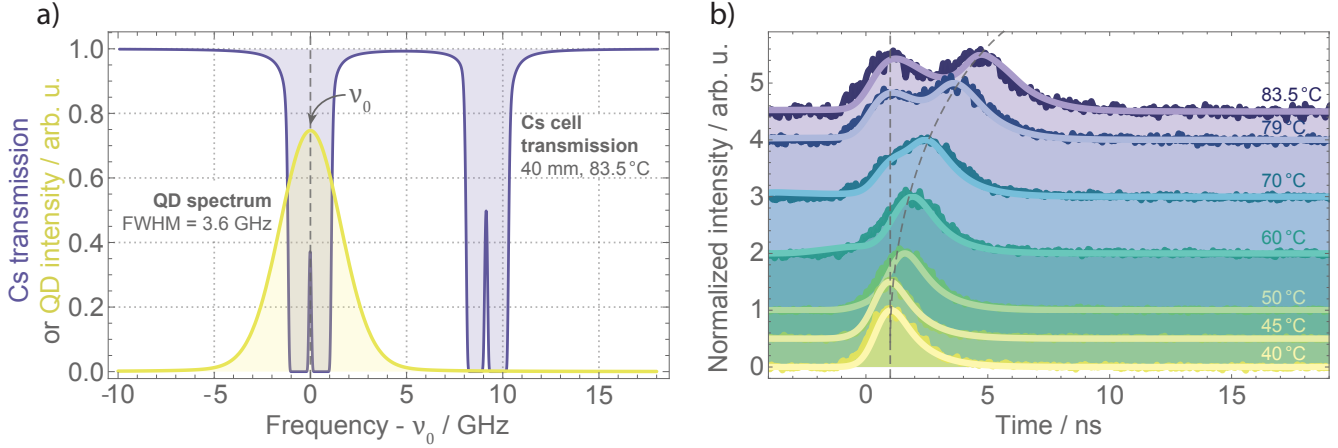 a)
Cs transmission
or QD intensity / arb. u.
1.0
0.8
0.6
0.4
0.2
0.0
-10
-5
0
5
10
15
Frequency - ν0 / GHz
ν0
QD spectrum
FWHM = 3.6 GHz
Cs cell
transmission
40 mm, 83.5 °C
b)
Normalized intensity / arb. u.
5
4
3
2
1
0
0
5
10
15
Time / ns
83.5 °C
79 °C
70 °C
60 °C
50 °C
45 °C
40 °C